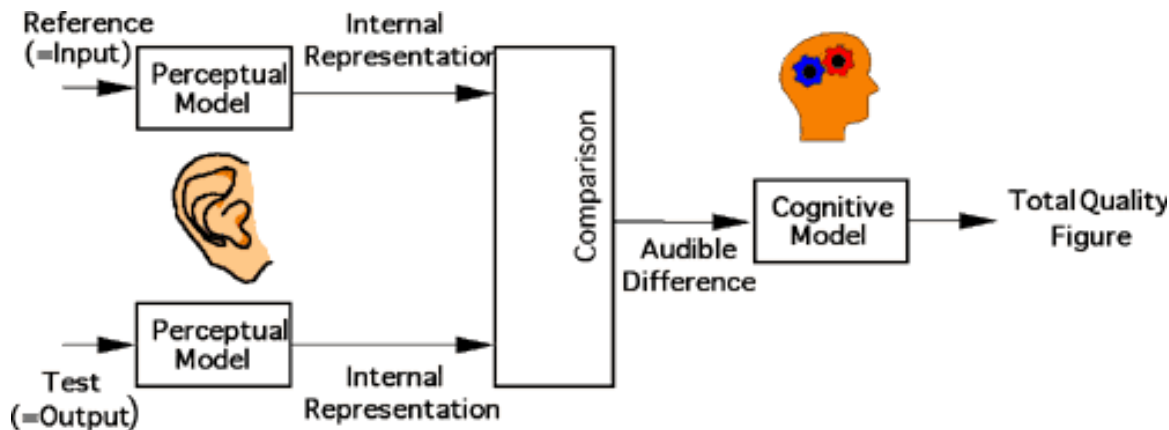 Reference
(=Input)
Perceptual
Model
Internal
Representation
Comparison
Cognitive
Model
Total Quality
Figure
Audible
Difference
Perceptual
Model
Test
(=Output)
Internal
Representation